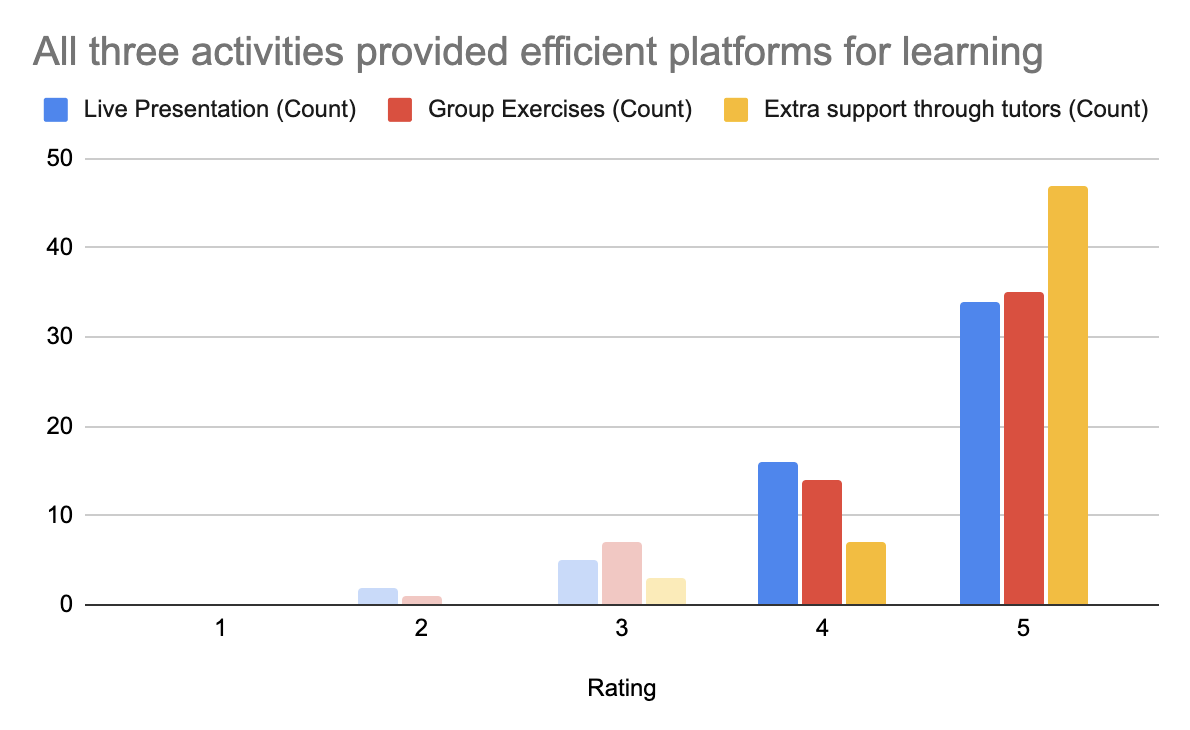 All three activities provided efficient platforms for learning
Live Presentation (Count) Group Exercises (Count) Extra support through tutors (Count)
50
40
30
20
10
0
1 2 3 4 5
Rating